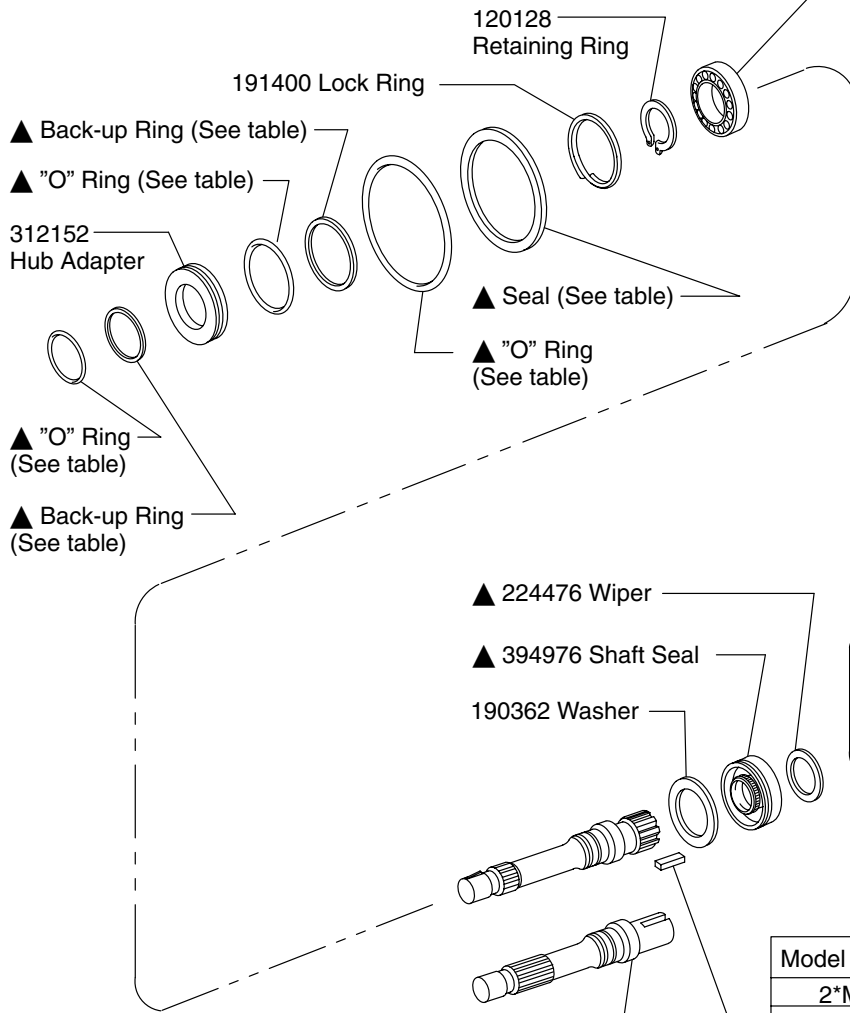 120128
Retaining Ring
191400 Lock Ring
▲ Back-up Ring (See table)
▲ ”O” Ring (See table)
312152
Hub Adapter
▲ Seal (See table)
▲ ”O” Ring
(See table)
▲ ”O” Ring
(See table)
▲ Back-up Ring
(See table)
▲ 224476 Wiper
▲ 394976 Shaft Seal
190362 Washer
Model
2*M